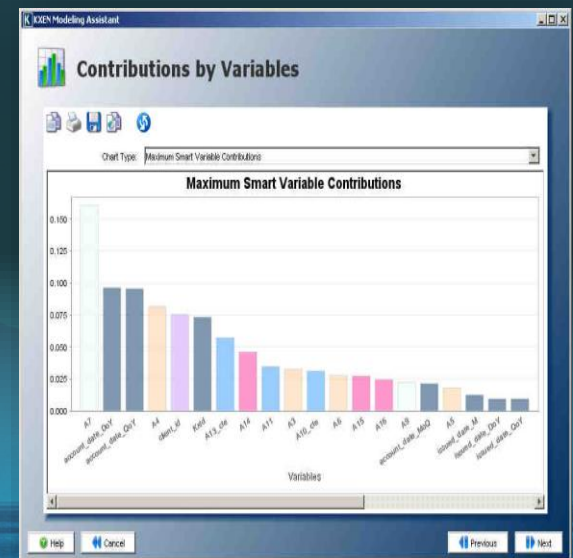 KXEN Modeling Assistant
Contributions by Variables
Chart Type: Maximum Smart Variable Contributions
Maximum Smart Variable Contributions
0.150
0.125
0.100
0.075
0.050
0.025
0.000
A7 account_date_DoY account_date_QoY A4 client_id Kxid A13_cle A14 A11 A3 A10_cle A6 A15 A16 A9 account_date_MoQ A5 issued_date_M issued_date_DoY issued_date_QoY
Variables
Help Cancel Previous Next